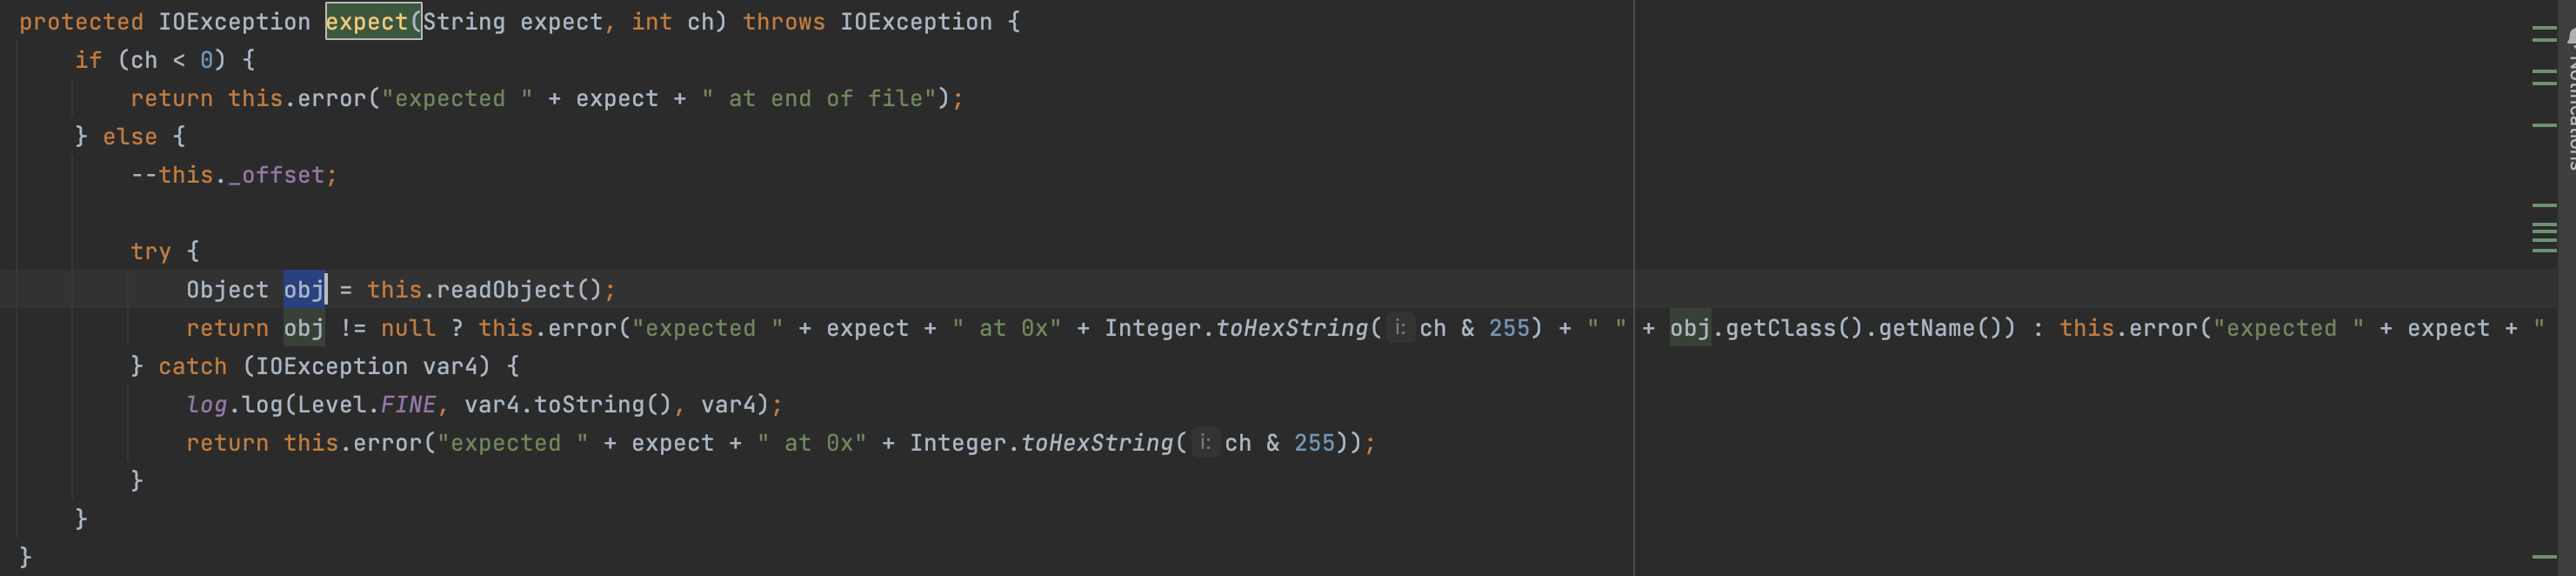 protected IOException expect(String expect, int ch) throws IOException {
    if (ch < 0) {
        return this.error("expected " + expect + " at end of file");
    } else {
        --this._offset;

        try {
            Object obj = this.readObject();
            return obj != null ? this.error("expected " + expect + " at 0x" + Integer.toHexString( i: ch & 255) + " " + obj.getClass().getName()) : this.error("expected " + expect + "
        } catch (IOException var4) {
            log.log(Level.FINE, var4.toString(), var4);
            return this.error("expected " + expect + " at 0x" + Integer.toHexString( i: ch & 255));
        }
    }
}
Notifications